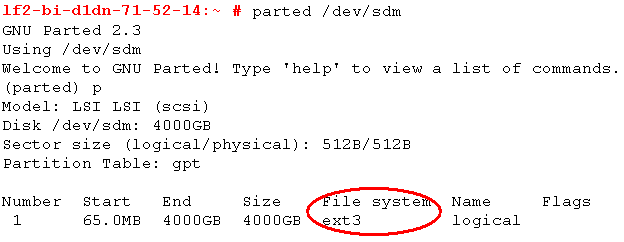 lf2-bi-d1dn-71-52-14:~ # parted /dev/sdm
GNU Parted 2.3
Using /dev/sdm
Welcome to GNU Parted! Type 'help' to view a list of commands.
(parted) p
Model: LSI LSI (scsi)
Disk /dev/sdm: 4000GB
Sector size (logical/physical): 512B/512B
Partition Table: gpt
Number  Start   End     Size    File system  Name     Flags
 1      65.0MB  4000GB  4000GB  ext3         logical